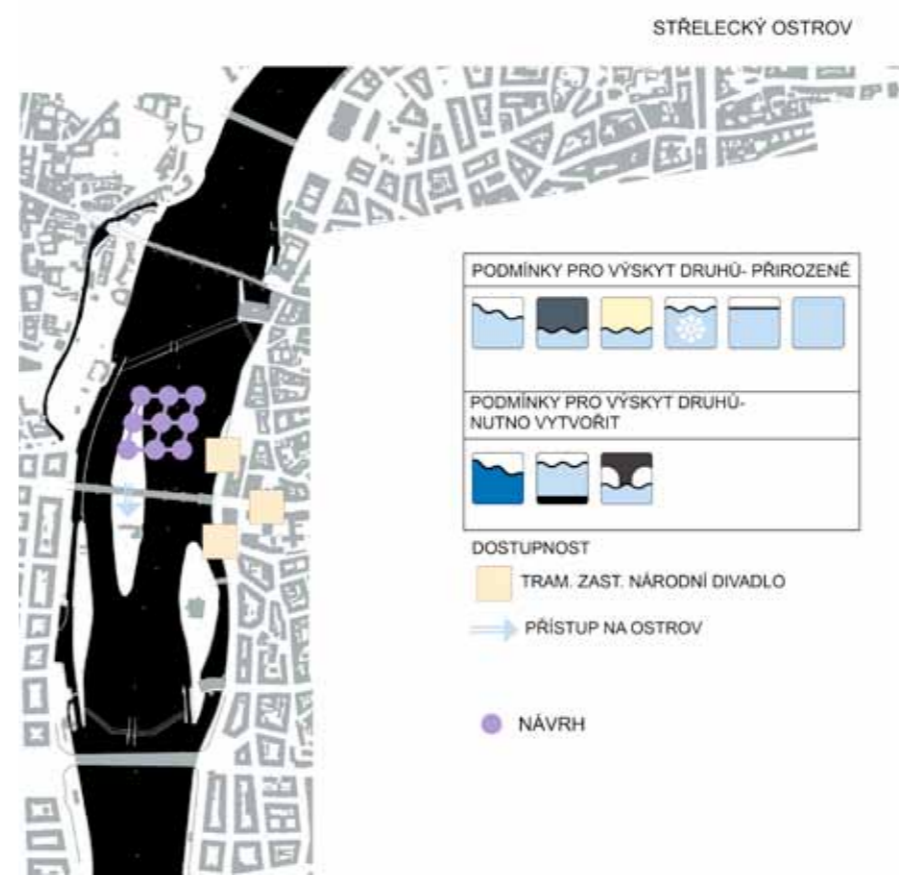 STŘELECKÝ OSTROV
PODMÍNKY PRO VÝSKYT DRUHŮ- PŘIROZENĚ
PODMÍNKY PRO VÝSKYT DRUHŮ-
NUTNO VYTVOŘIT
DOSTUPNOST
TRAM. ZAST. NÁRODNÍ DIVADLO
PŘÍSTUP NA OSTROV
NÁVRH